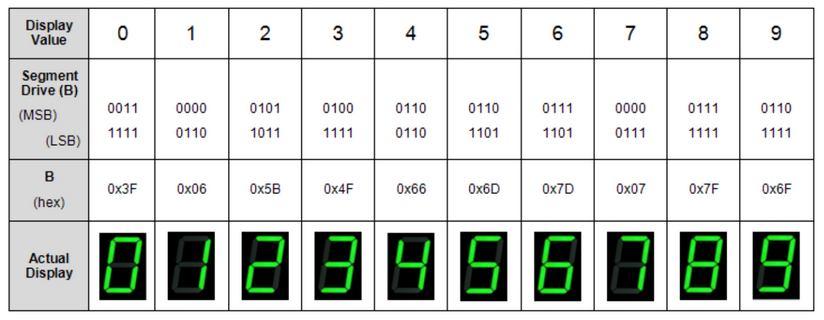 Display Value 0 1 2 3 4 5 6 7 8 9
Segment Drive (B)
(MSB) 0011 0000 0101 0100 0110 0110 0111 0000 0111 0110
(LSB) 1111 0110 1011 1111 0110 1101 1101 0111 1111 1111
B
(hex) 0x3F 0x06 0x5B 0x4F 0x66 0x6D 0x7D 0x07 0x7F 0x6F
Actual Display 0 1 2 3 4 5 6 7 8 9